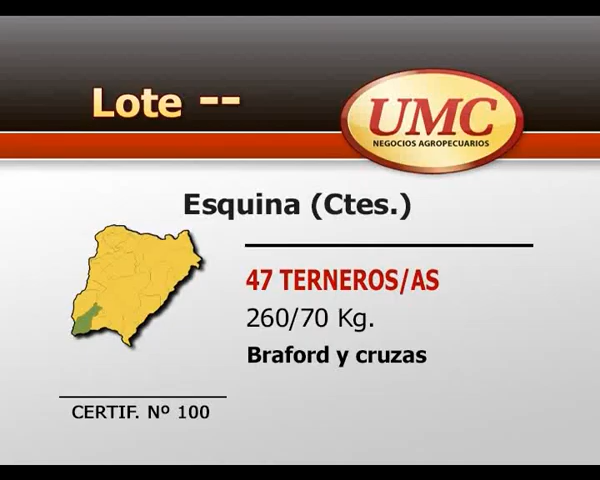 Lote --
UMC
NEGOCIOS AGROPECUARIOS
Esquina (Ctes.)
47 TERNEROS/AS
260/70 Kg.
Braford y cruzas
CERTIF. Nº 100